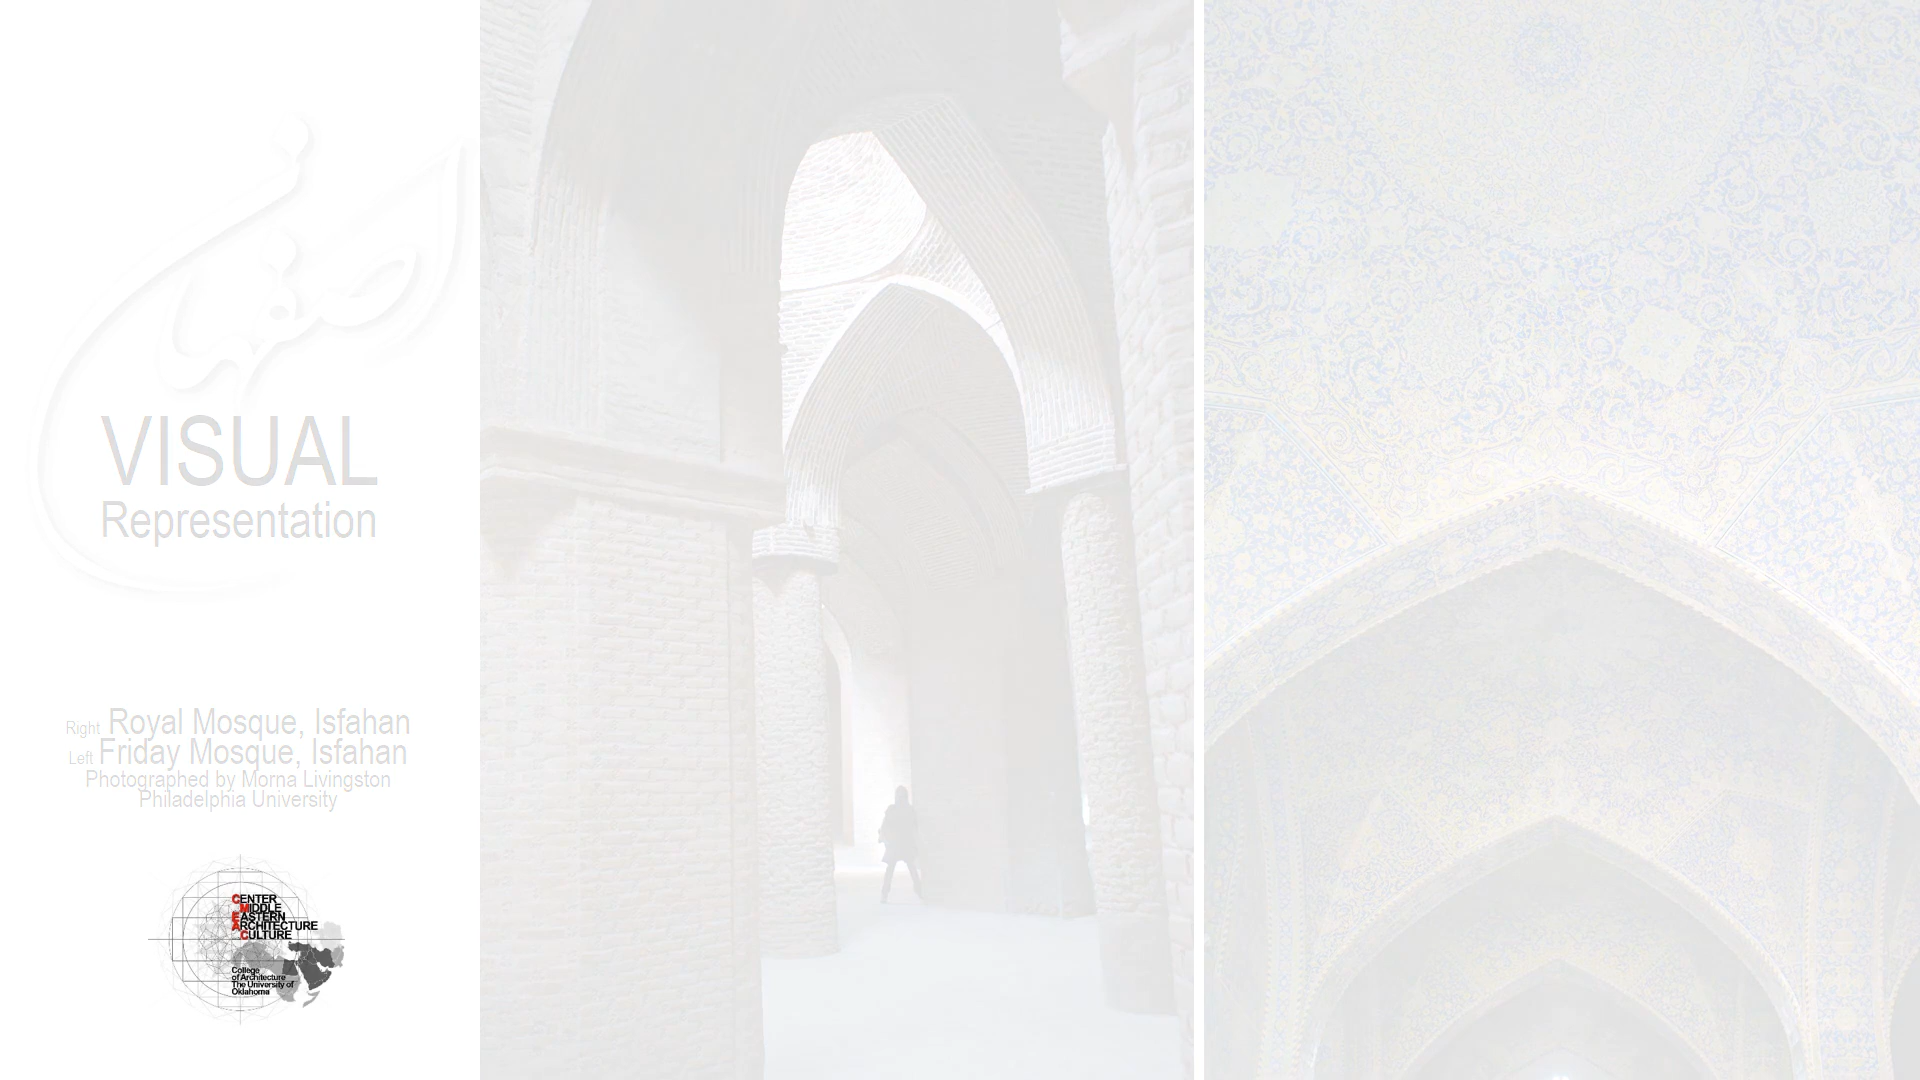 اصفهان
VISUAL
Representation
Right Royal Mosque, Isfahan
Left Friday Mosque, Isfahan
Photographed by Morna Livingston
Philadelphia University
CENTER
MIDDLE
EASTERN
ARCHITECTURE
CULTURE
College
of Architecture
The University of
Oklahoma